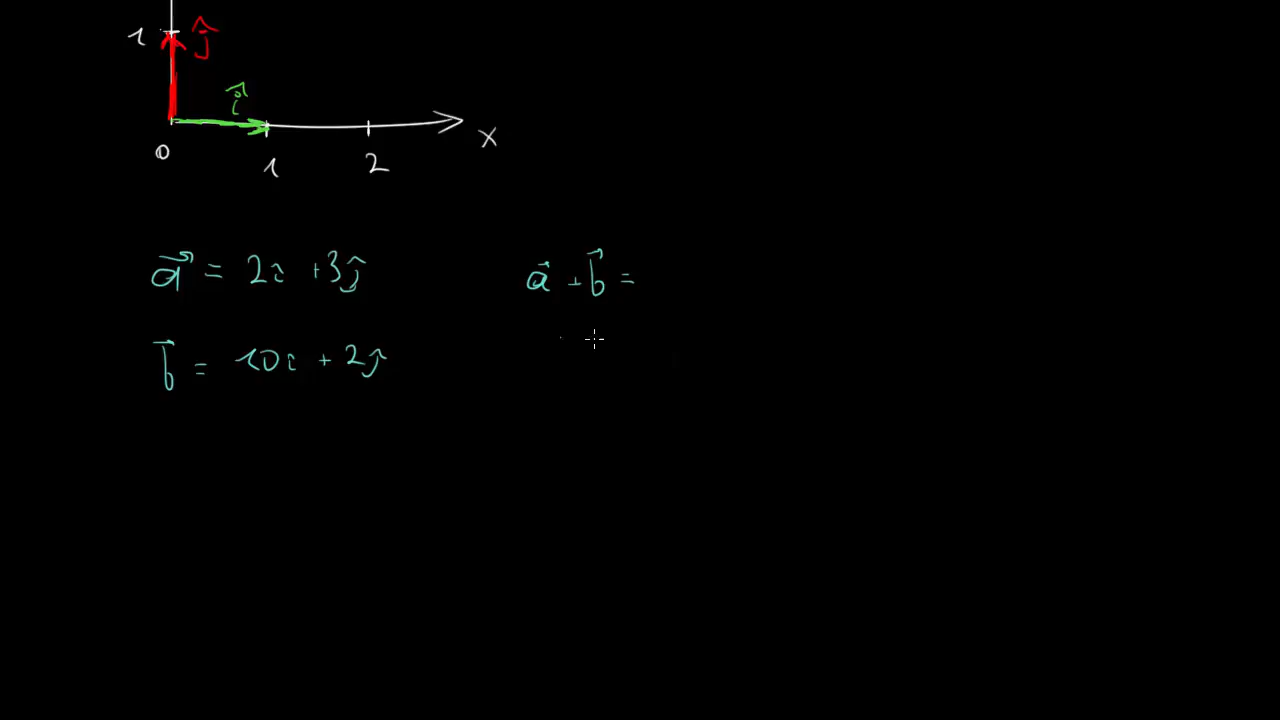 1 ĵ
î
0 1 2 x
a⃗ = 2î + 3ĵ
a⃗ + b⃗ =
b⃗ = 10î + 2ĵ